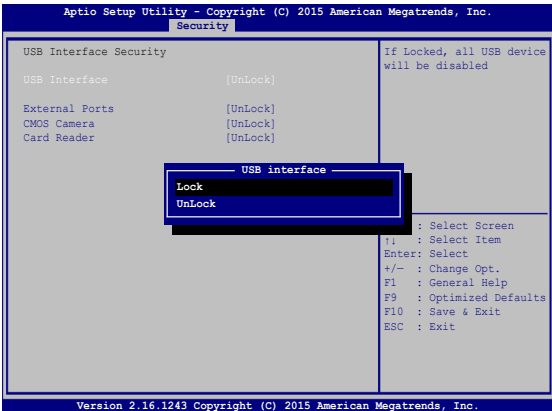 Aptio Setup Utility - Copyright (C) 2015 American Megatrends, Inc.
Security
USB Interface Security
USB Interface [UnLock]
External Ports [UnLock]
CMOS Camera [UnLock]
Card Reader [UnLock]
If Locked, all USB device
will be disabled
USB interface
Lock
UnLock
: Select Screen
↑↓ : Select Item
Enter: Select
+/— : Change Opt.
F1 : General Help
F9 : Optimized Defaults
F10 : Save & Exit
ESC : Exit
Version 2.16.1243 Copyright (C) 2015 American Megatrends, Inc.